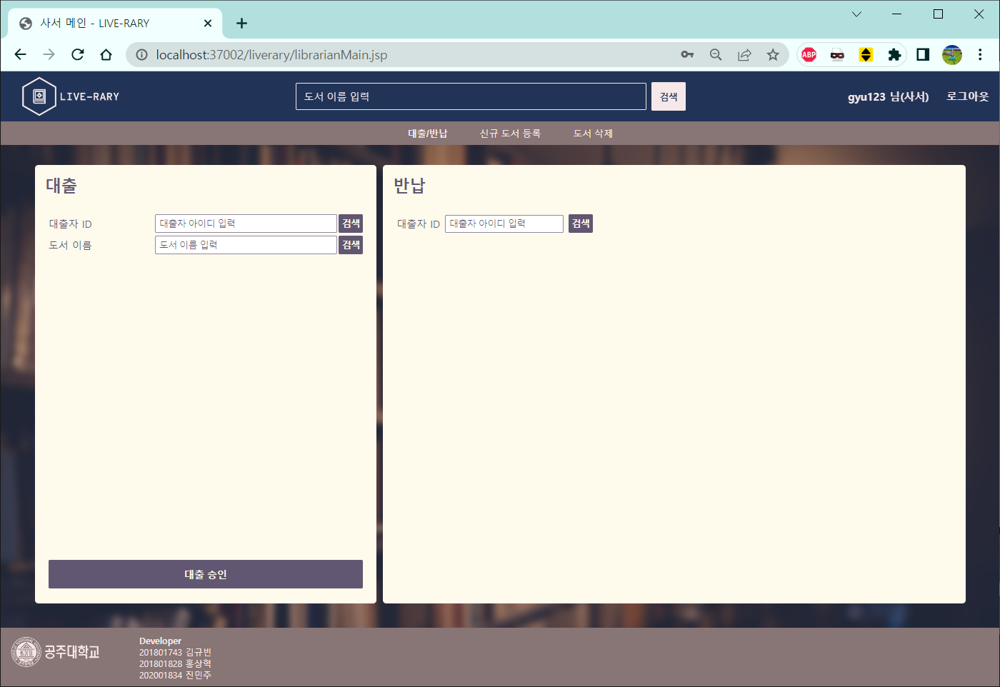 사서 메인 - LIVE-RARY
localhost:37002/liverary/librarianMain.jsp
ABP
LIVE-RARY
도서 이름 입력
검색
gyu123 님(사서)
로그아웃
대출/반납
신규 도서 등록
도서 삭제
대출
대출자 ID
대출자 아이디 입력
검색
도서 이름
도서 이름 입력
검색
대출 승인
반납
대출자 ID
대출자 아이디 입력
검색
공주대학교
Developer
201801743 김규빈
201801828 홍상혁
202001834 진민주